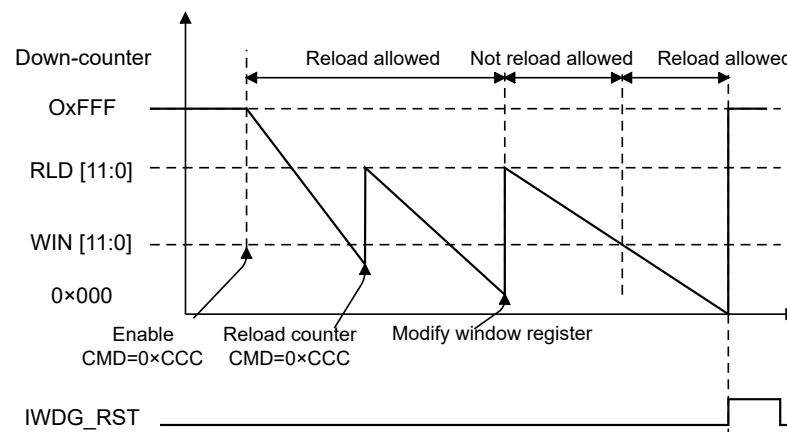 Down-counter
Reload allowed
Not reload allowed
Reload allowed
OxFFF
RLD [11:0]
WIN [11:0]
0×000
Enable
CMD=0×CCC
Reload counter
CMD=0×CCC
Modify window register
IWDG_RST